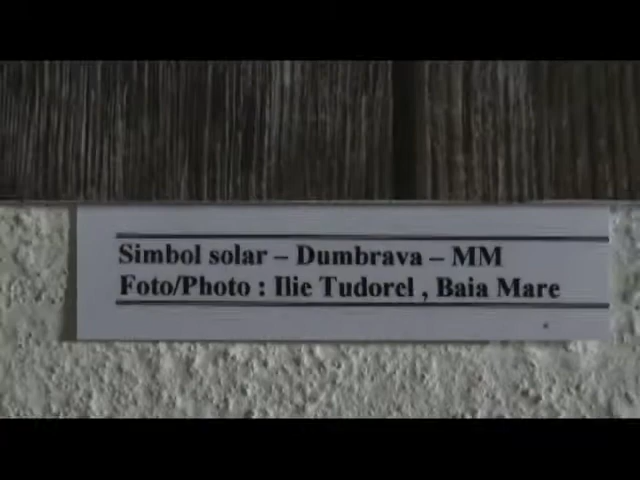 Simbol solar – Dumbrava – MM
Foto/Photo : Ilie Tudorel , Baia Mare